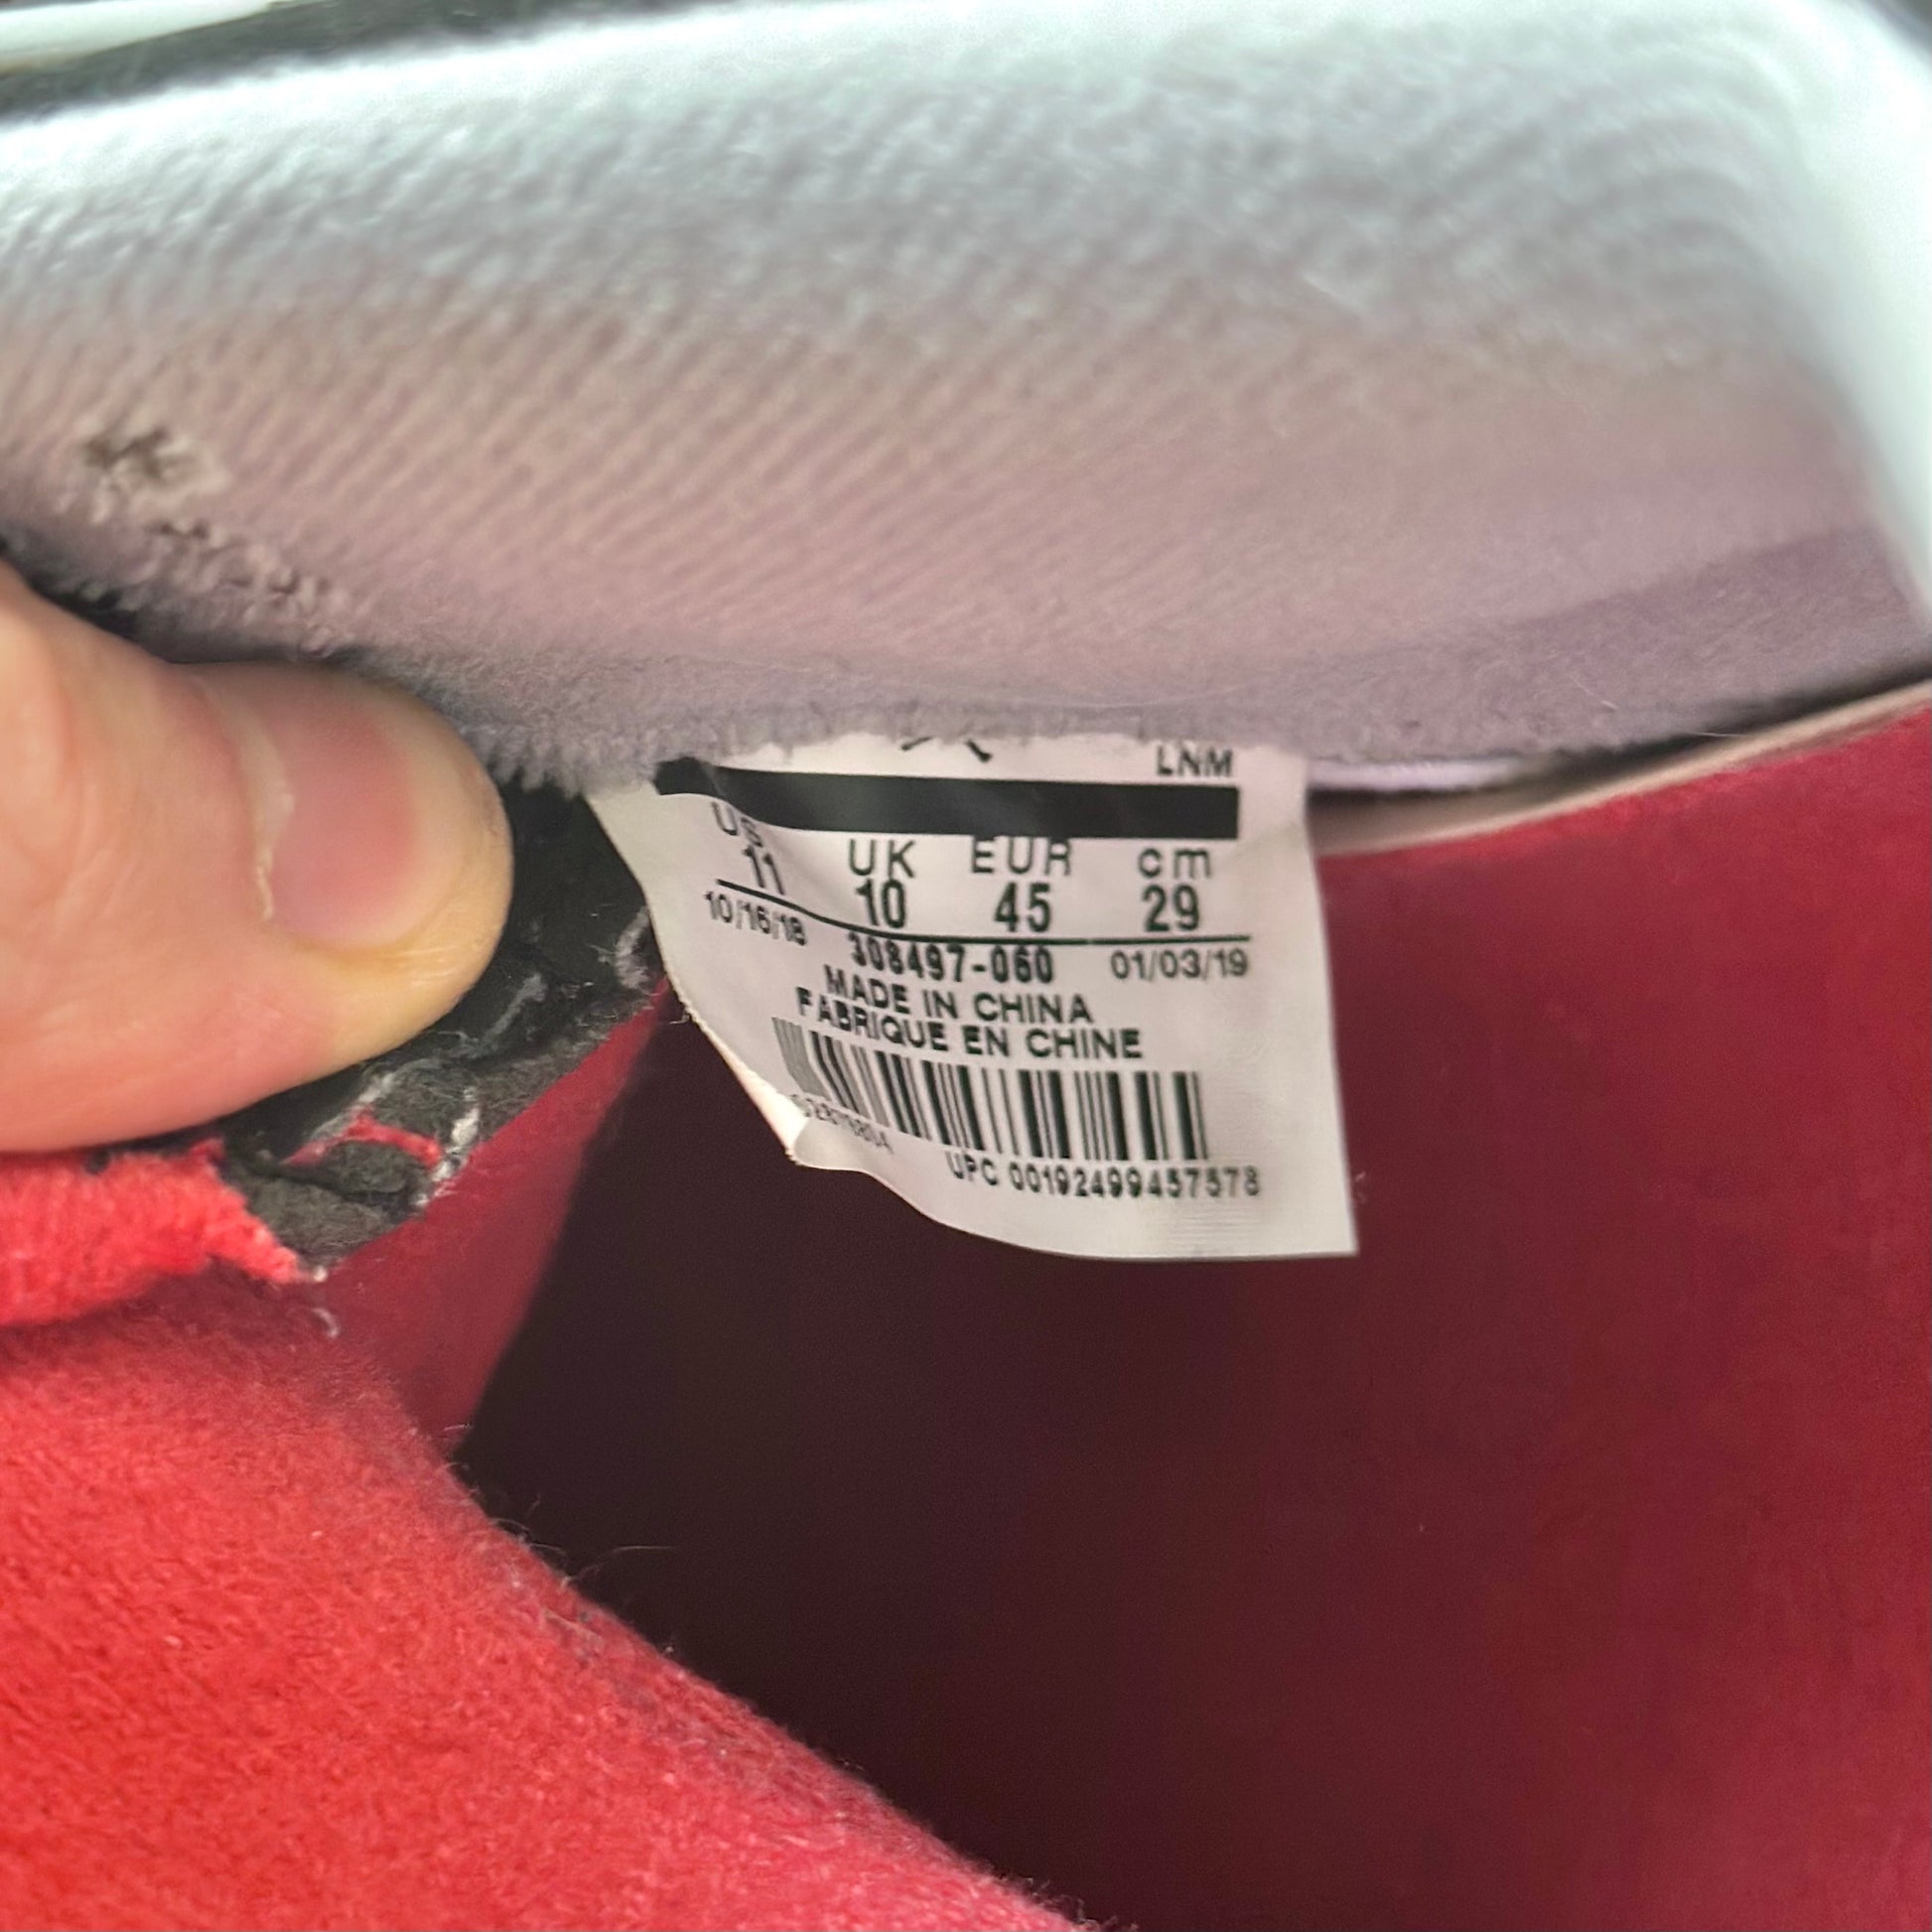 LNM
US UK EUR cm
11 10 45 29
10/16/18 308497-060 01/03/19
MADE IN CHINA
FABRIQUE EN CHINE
UPC 00192499457578